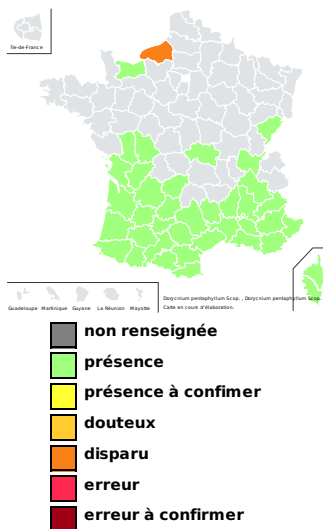 Île-de-France
Guadeloupe Martinique Guyane La Réunion Mayotte
Dorycnium pentaphyllum Scop. , Dorycnium pentaphyllum Scop.
Carte en cours d'élaboration.
non renseignée
présence
présence à confimer
douteux
disparu
erreur
erreur à confirmer